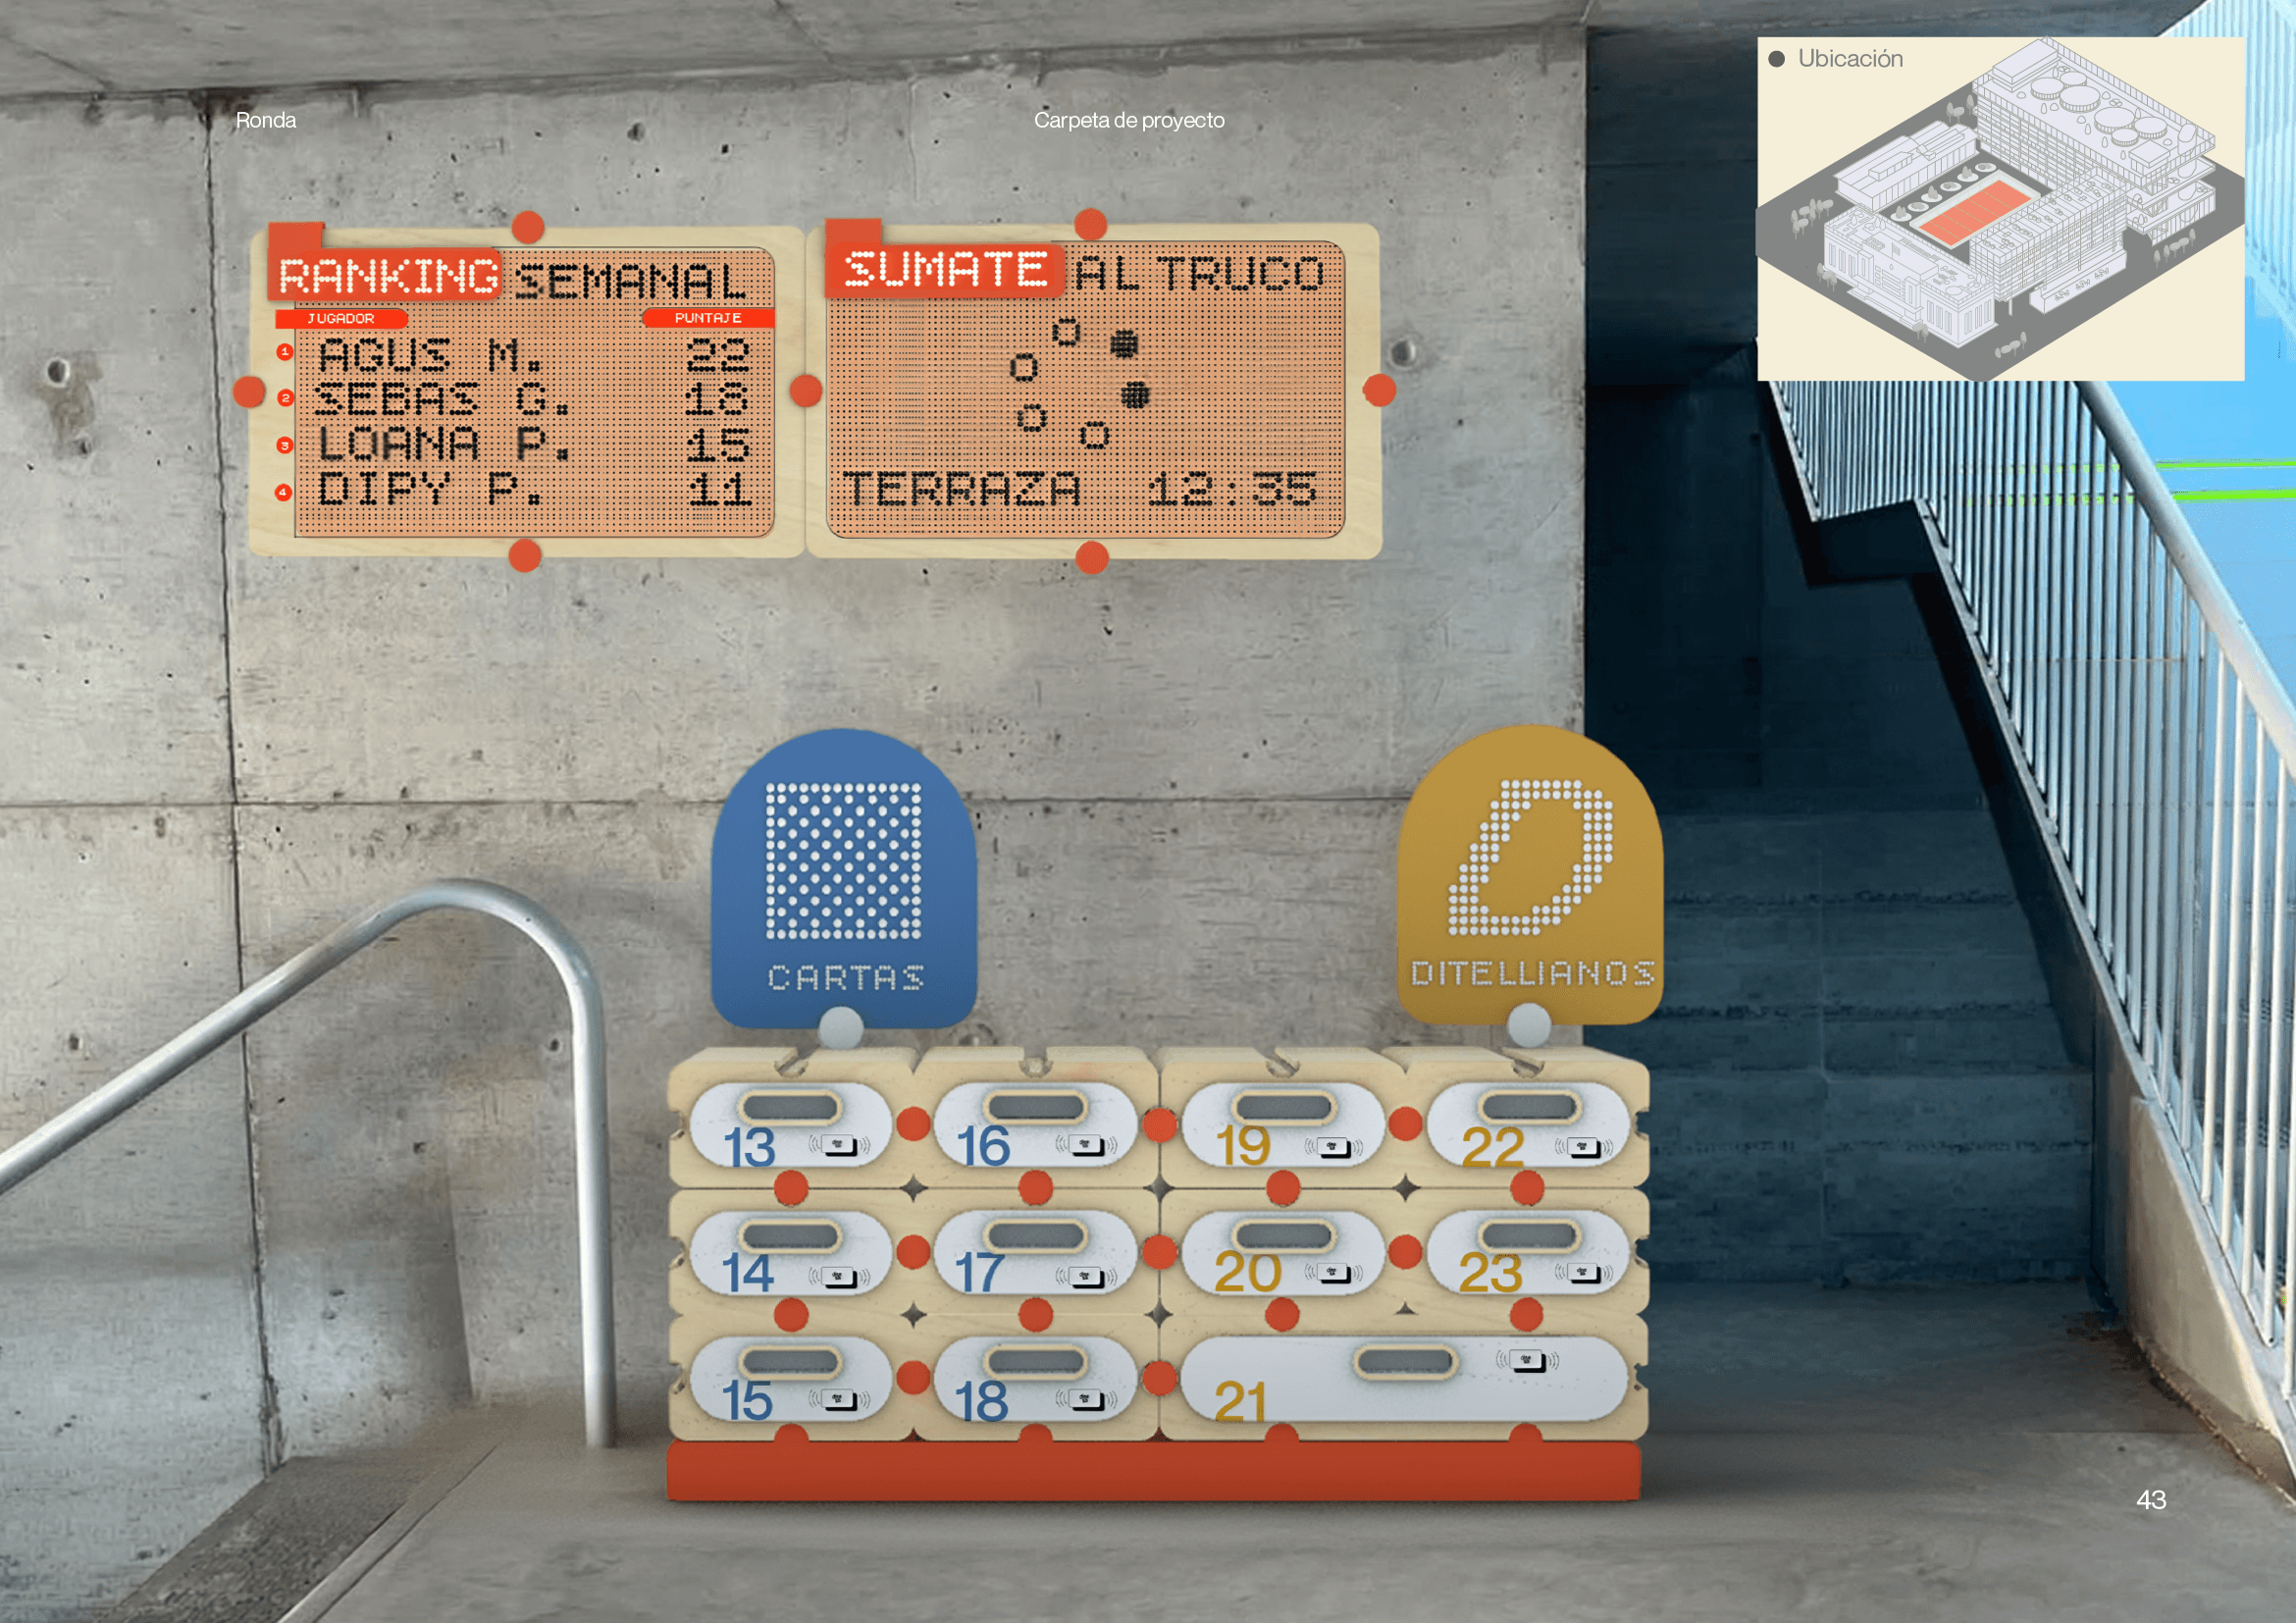 Ronda
Carpeta de proyecto
Ubicación
RANKING SEMANAL
JUGADOR PUNTAJE
1 AGUS M. 22
2 SEBAS G. 18
3 LOANA P. 15
4 DIPY P. 11
SUMATE AL TRUCO
TERRAZA 12:35
CARTAS
DITELLIANOS
13 16 19 22
14 17 20 23
15 18 21
43